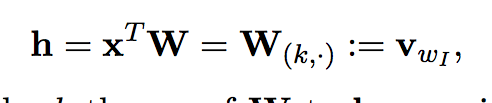 h = x^T W = W_(k,·) := v_{w_I},